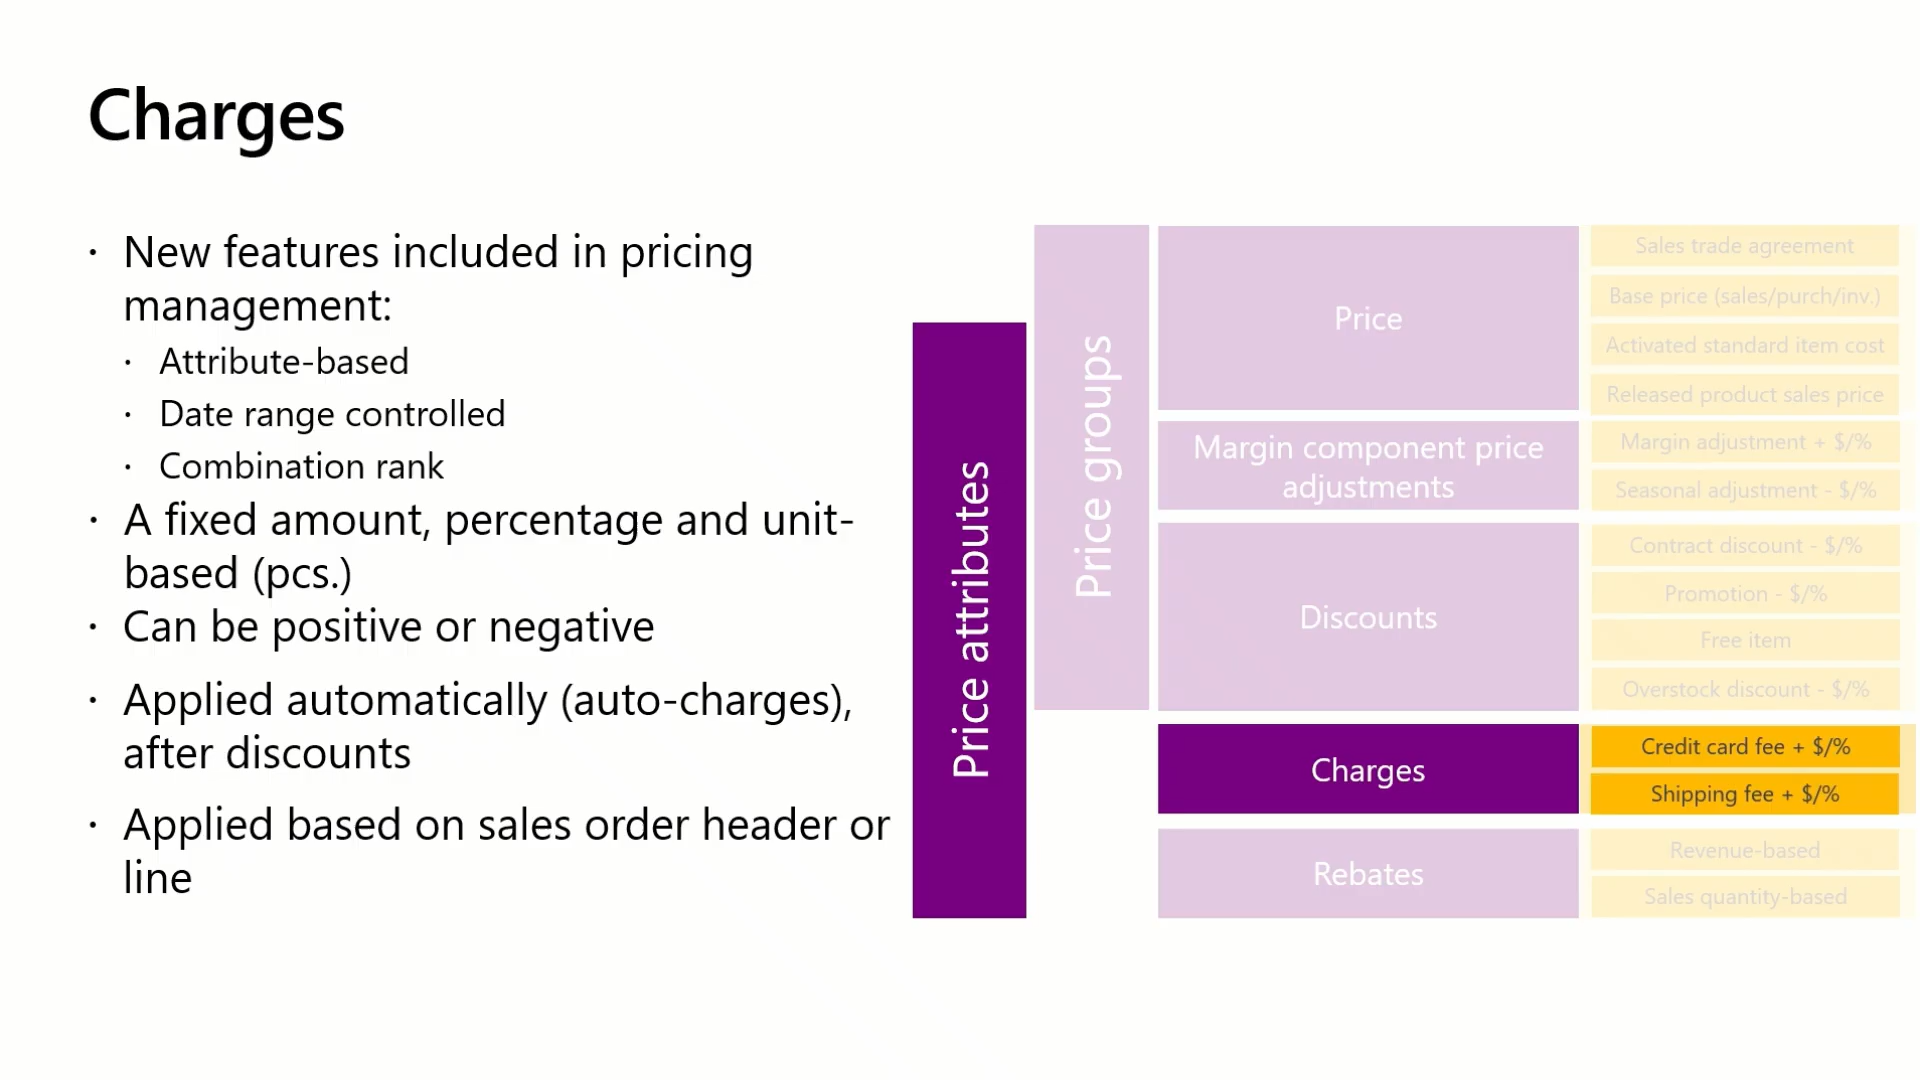 Charges
· New features included in pricing
management:
· Attribute-based
· Date range controlled
· Combination rank
· A fixed amount, percentage and unit-
based (pcs.)
· Can be positive or negative
· Applied automatically (auto-charges),
after discounts
· Applied based on sales order header or
line
Price attributes
Price groups
Price
Sales trade agreement
Base price (sales/purch/inv.)
Activated standard item cost
Released product sales price
Margin component price
adjustments
Margin adjustment + $/%
Seasonal adjustment - $/%
Discounts
Contract discount - $/%
Promotion - $/%
Free item
Overstock discount - $/%
Charges
Credit card fee + $/%
Shipping fee + $/%
Rebates
Revenue-based
Sales quantity-based